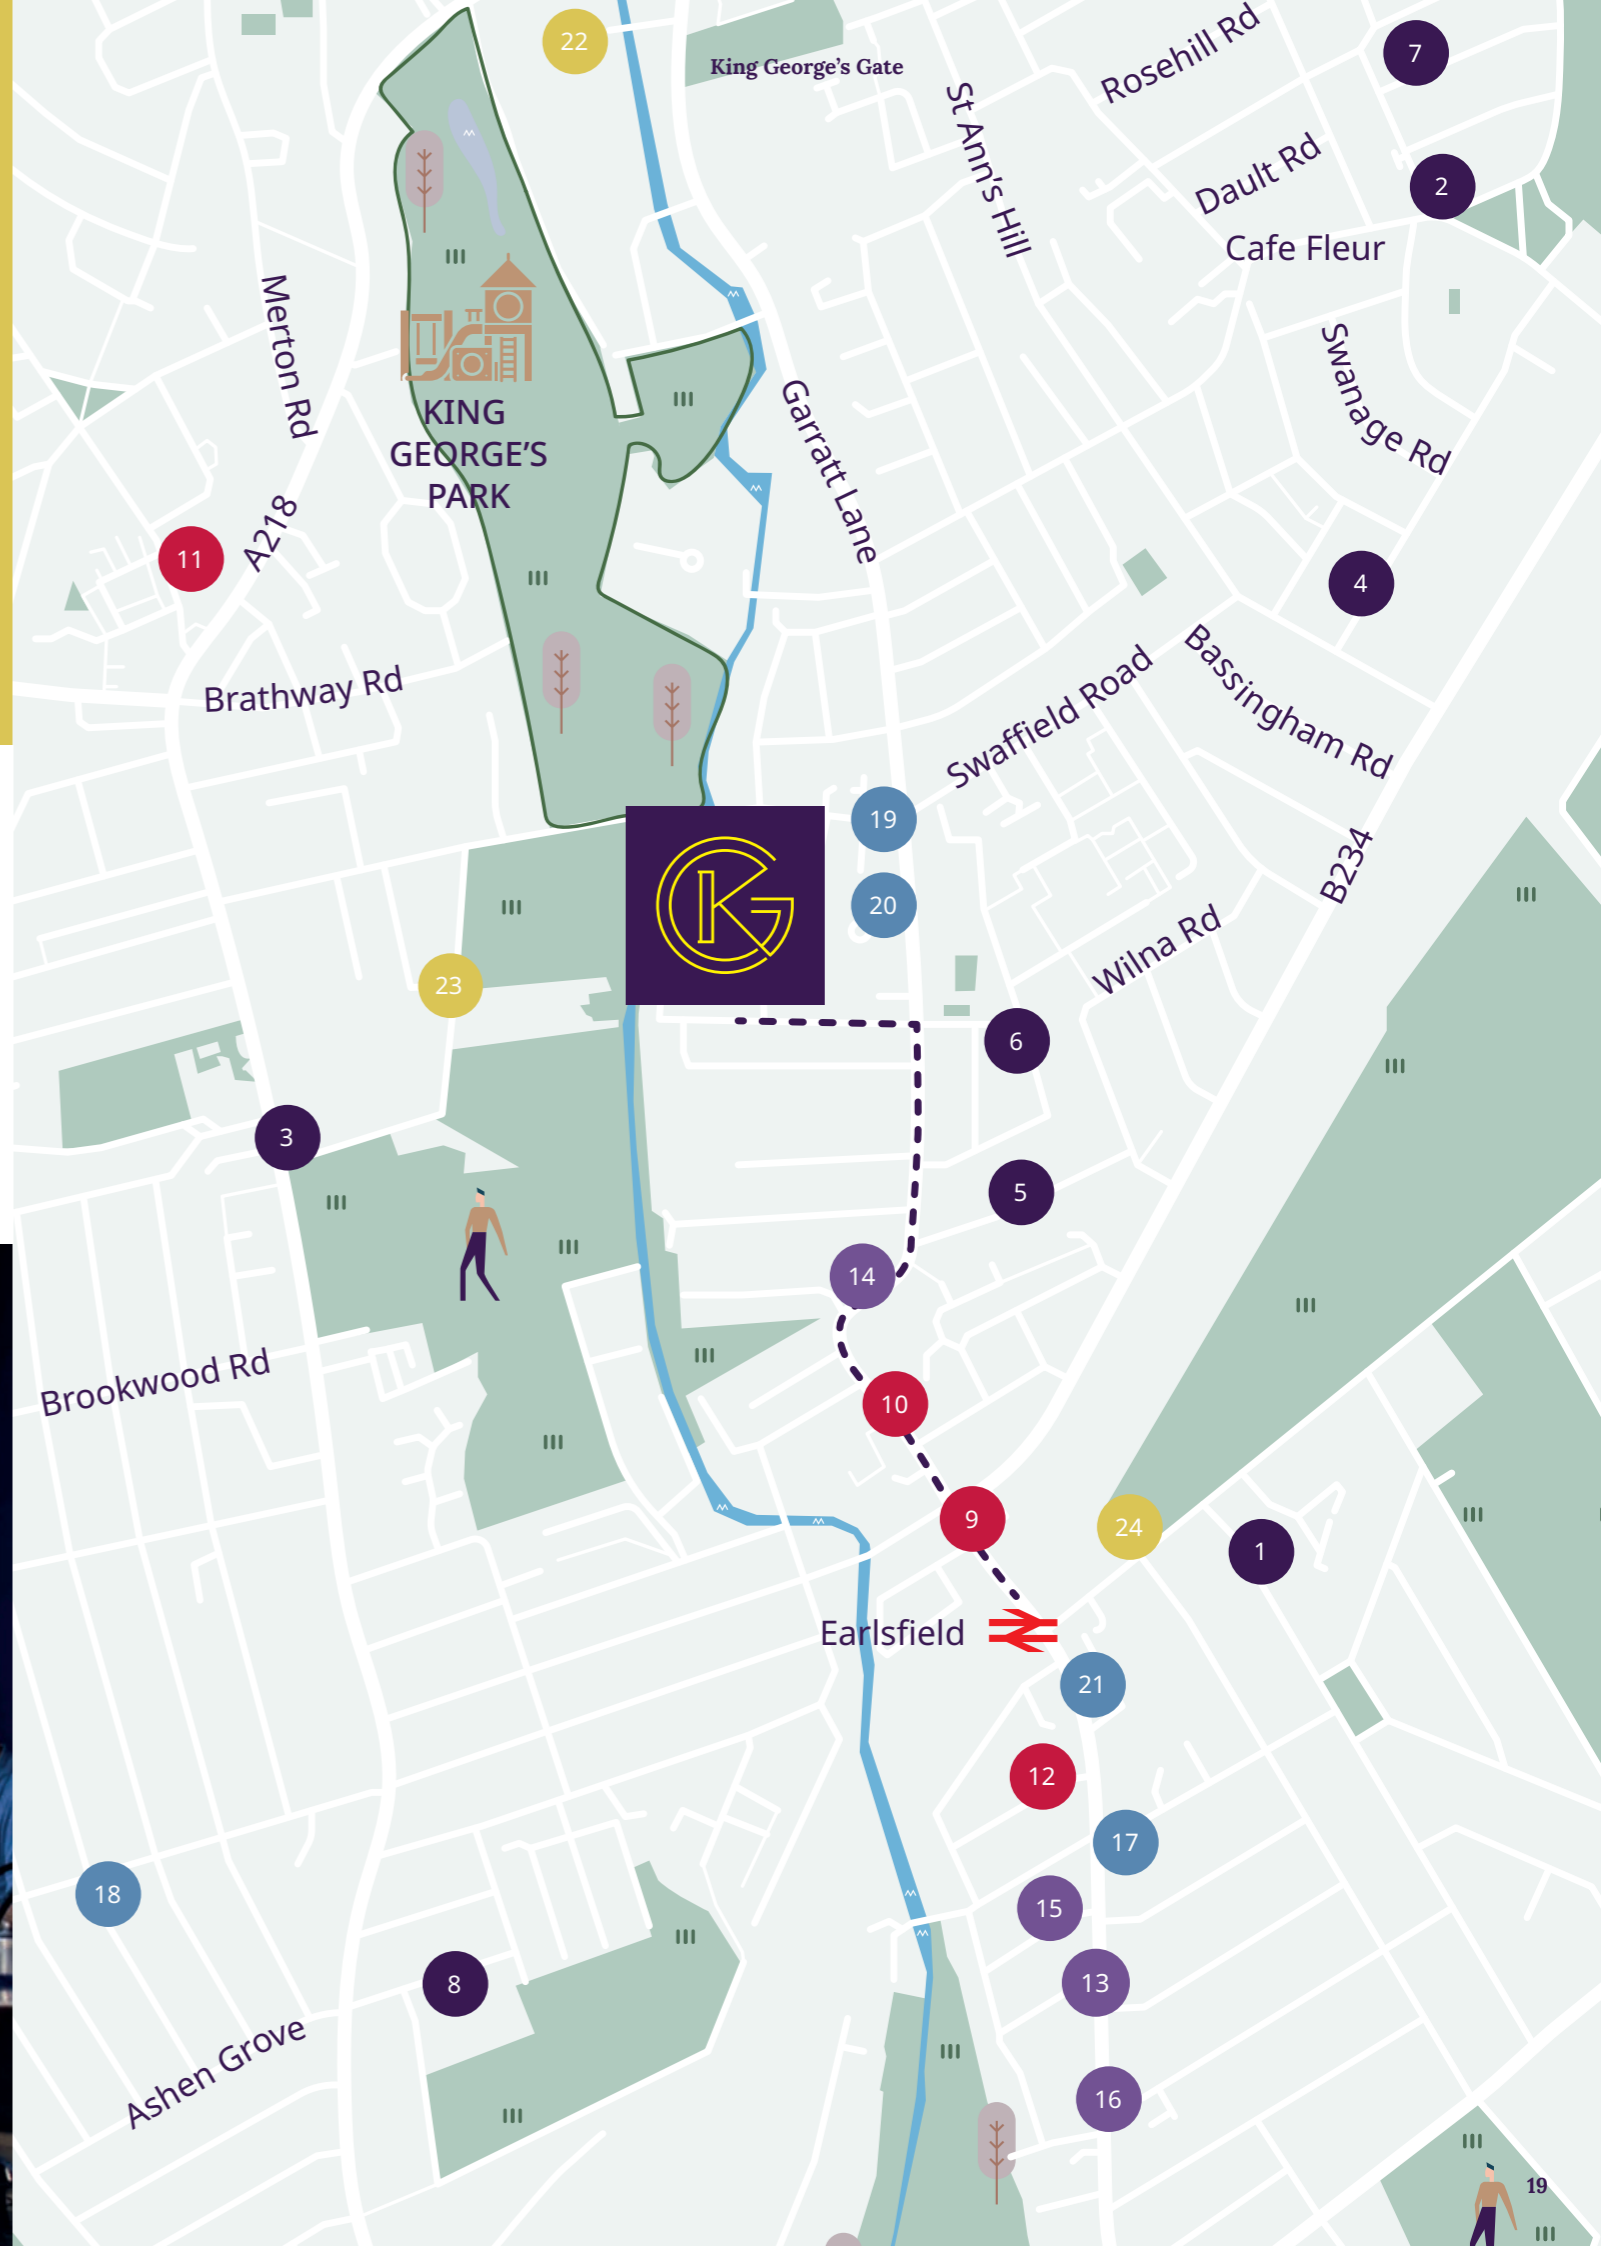 22
King George’s Gate
Rosehill Rd
7
St Ann's Hill
Dault Rd
2
Cafe Fleur
Merton Rd
Swanage Rd
KING
GEORGE’S
PARK
Garratt Lane
A218
11
4
Brathway Rd
Swaffield Road
Bassingham Rd
19
B234
KG
20
Wilna Rd
23
6
3
5
14
Brookwood Rd
10
9
24
1
Earlsfield
21
12
17
18
15
8
13
Ashen Grove
16
19